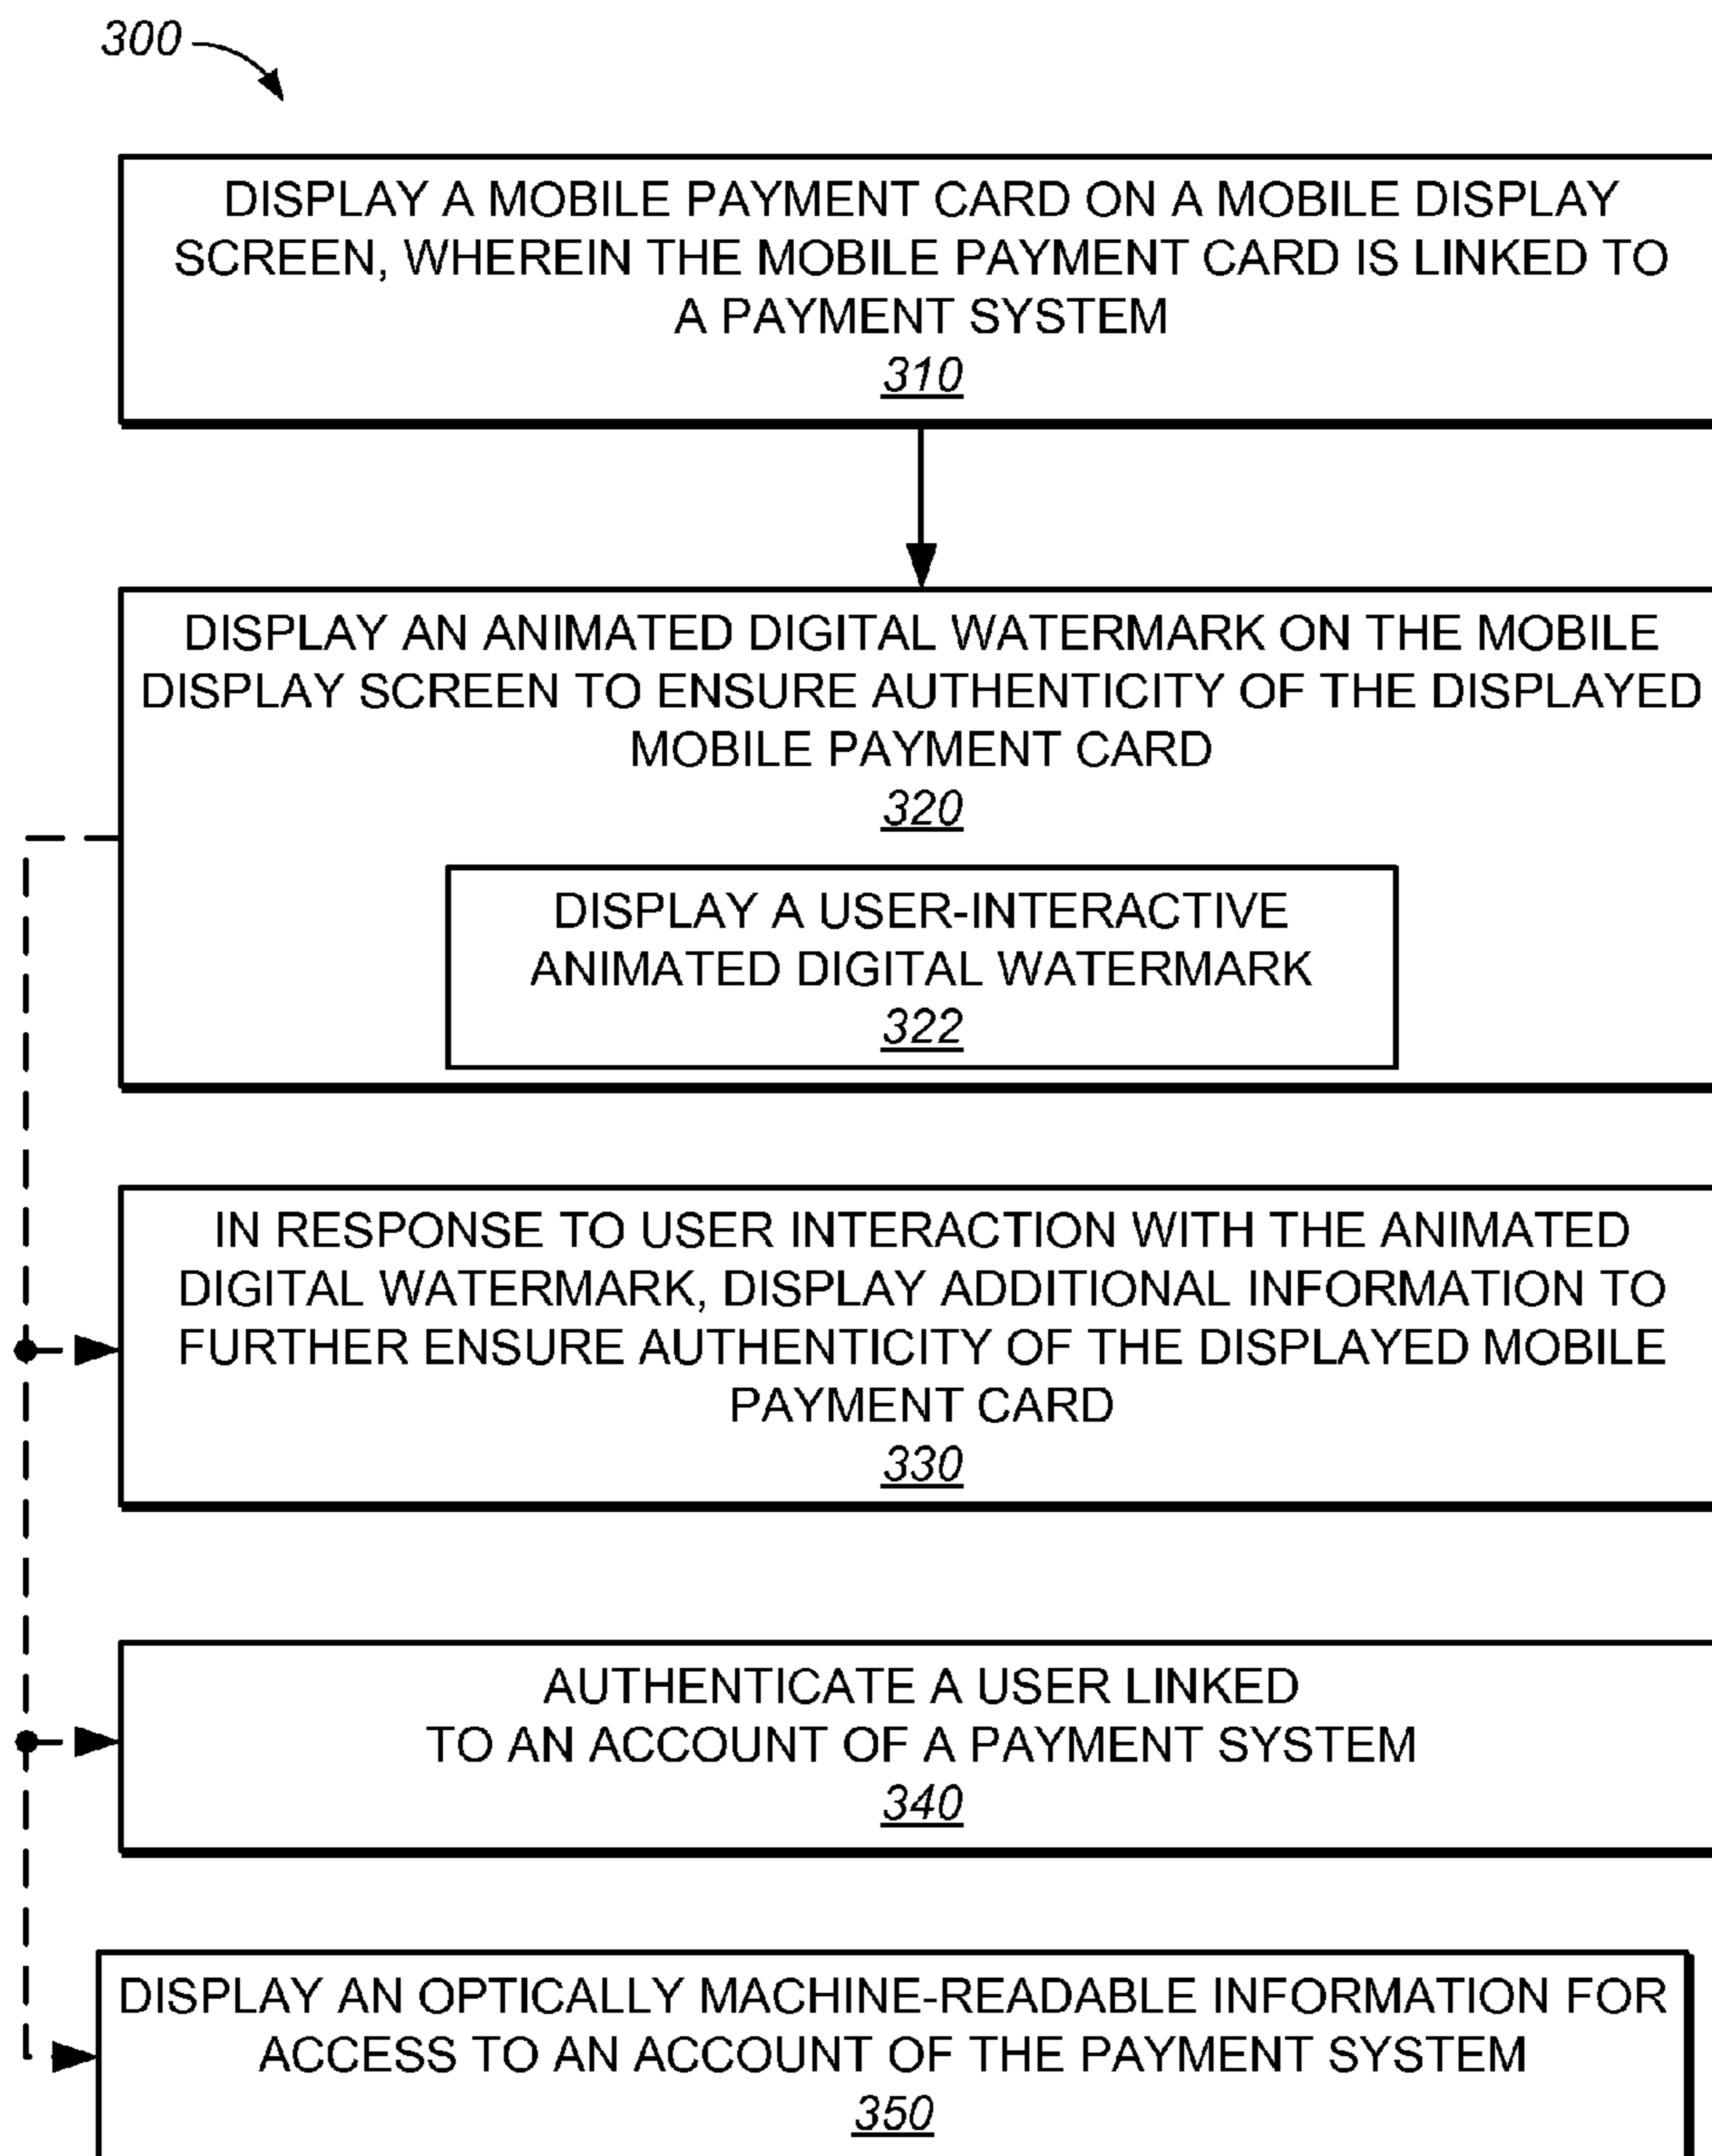 300
DISPLAY A MOBILE PAYMENT CARD ON A MOBILE DISPLAY
SCREEN, WHEREIN THE MOBILE PAYMENT CARD IS LINKED TO
A PAYMENT SYSTEM
310
DISPLAY AN ANIMATED DIGITAL WATERMARK ON THE MOBILE
DISPLAY SCREEN TO ENSURE AUTHENTICITY OF THE DISPLAYED
MOBILE PAYMENT CARD
320
DISPLAY A USER-INTERACTIVE
ANIMATED DIGITAL WATERMARK
322
IN RESPONSE TO USER INTERACTION WITH THE ANIMATED
DIGITAL WATERMARK, DISPLAY ADDITIONAL INFORMATION TO
FURTHER ENSURE AUTHENTICITY OF THE DISPLAYED MOBILE
PAYMENT CARD
330
AUTHENTICATE A USER LINKED
TO AN ACCOUNT OF A PAYMENT SYSTEM
340
DISPLAY AN OPTICALLY MACHINE-READABLE INFORMATION FOR
ACCESS TO AN ACCOUNT OF THE PAYMENT SYSTEM
350